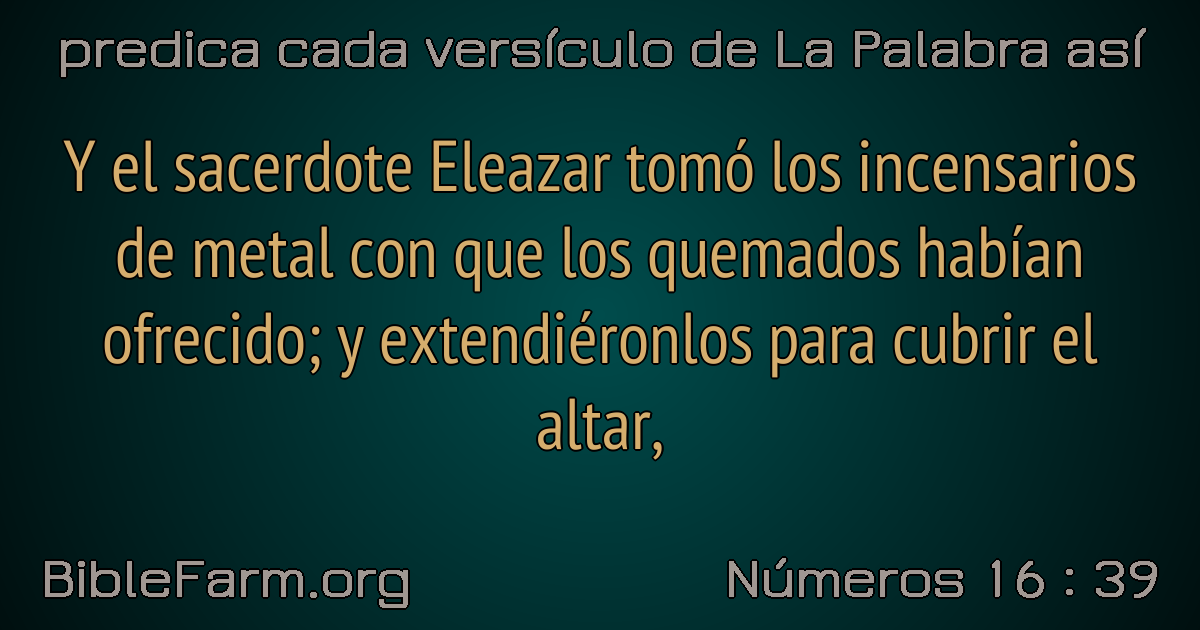 predica cada versículo de La Palabra así
Y el sacerdote Eleazar tomó los incensarios
de metal con que los quemados habían
ofrecido; y extendiéronlos para cubrir el
altar,
BibleFarm.org
Números 16 : 39